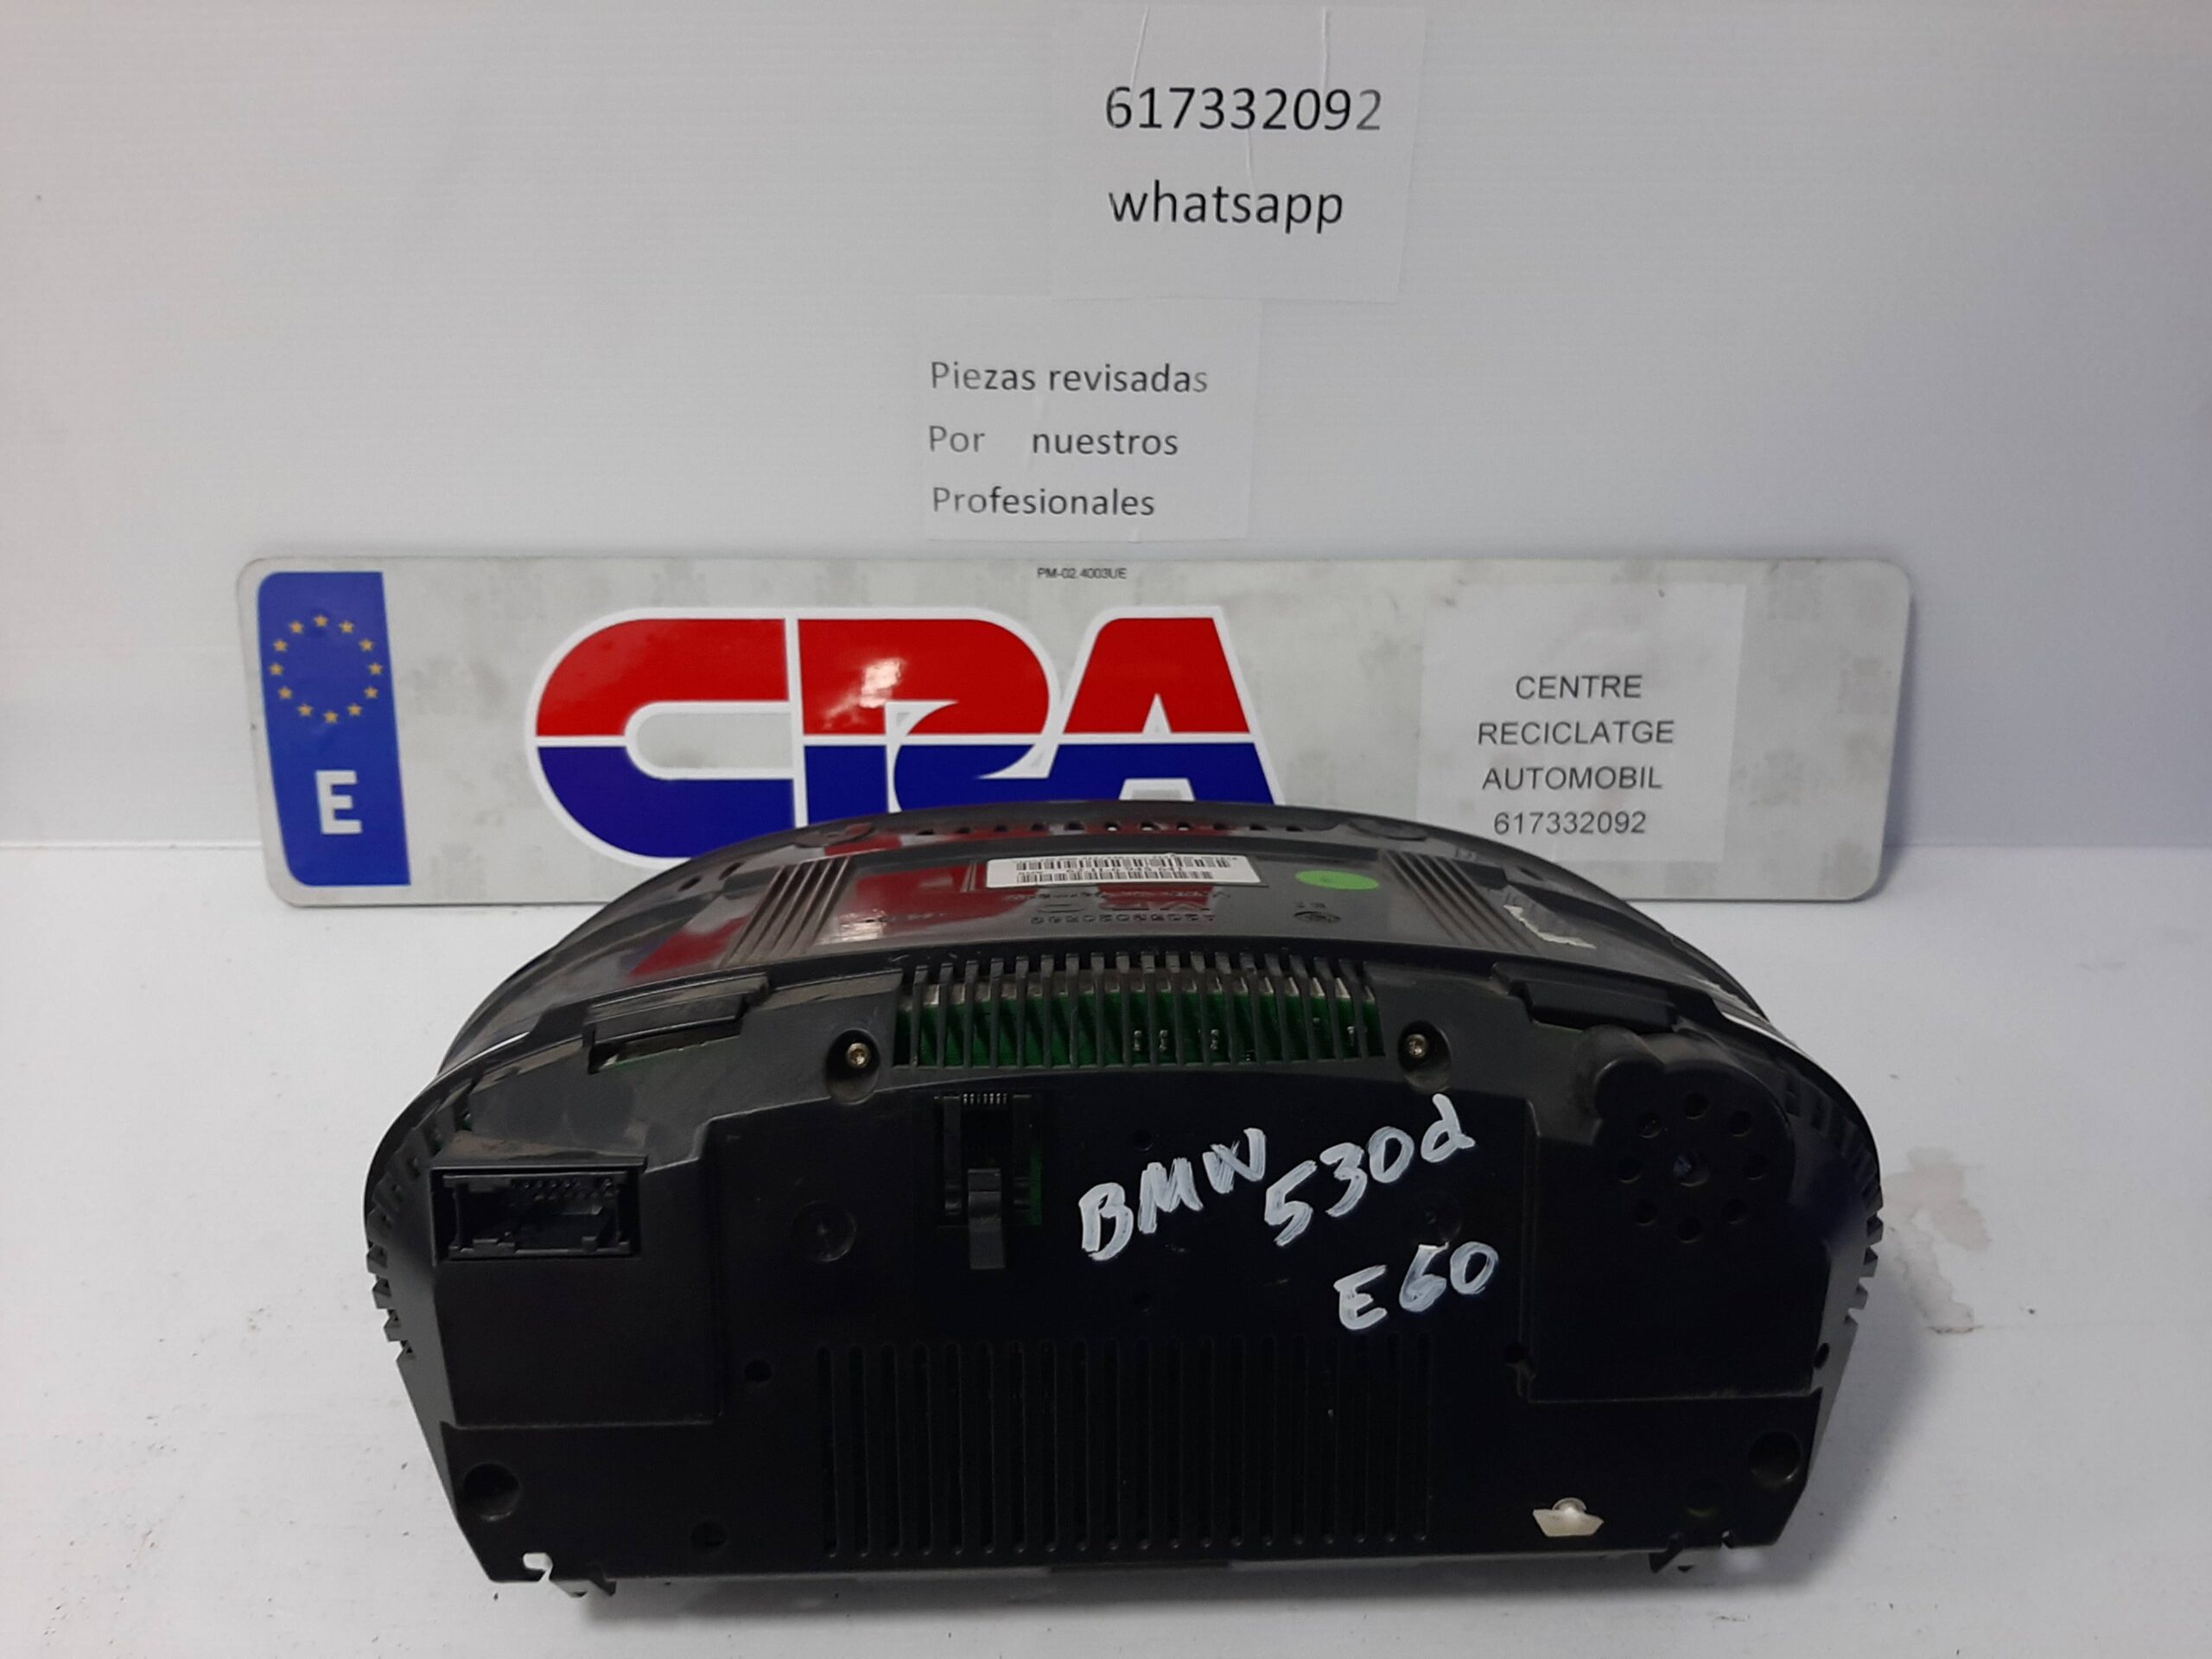 617332092
whatsapp
Piezas revisadas
Por nuestros
Profesionales
PM-02.4003UE
E
CRA
CENTRE
RECICLATGE
AUTOMOBIL
617332092
BMW 530d
E60